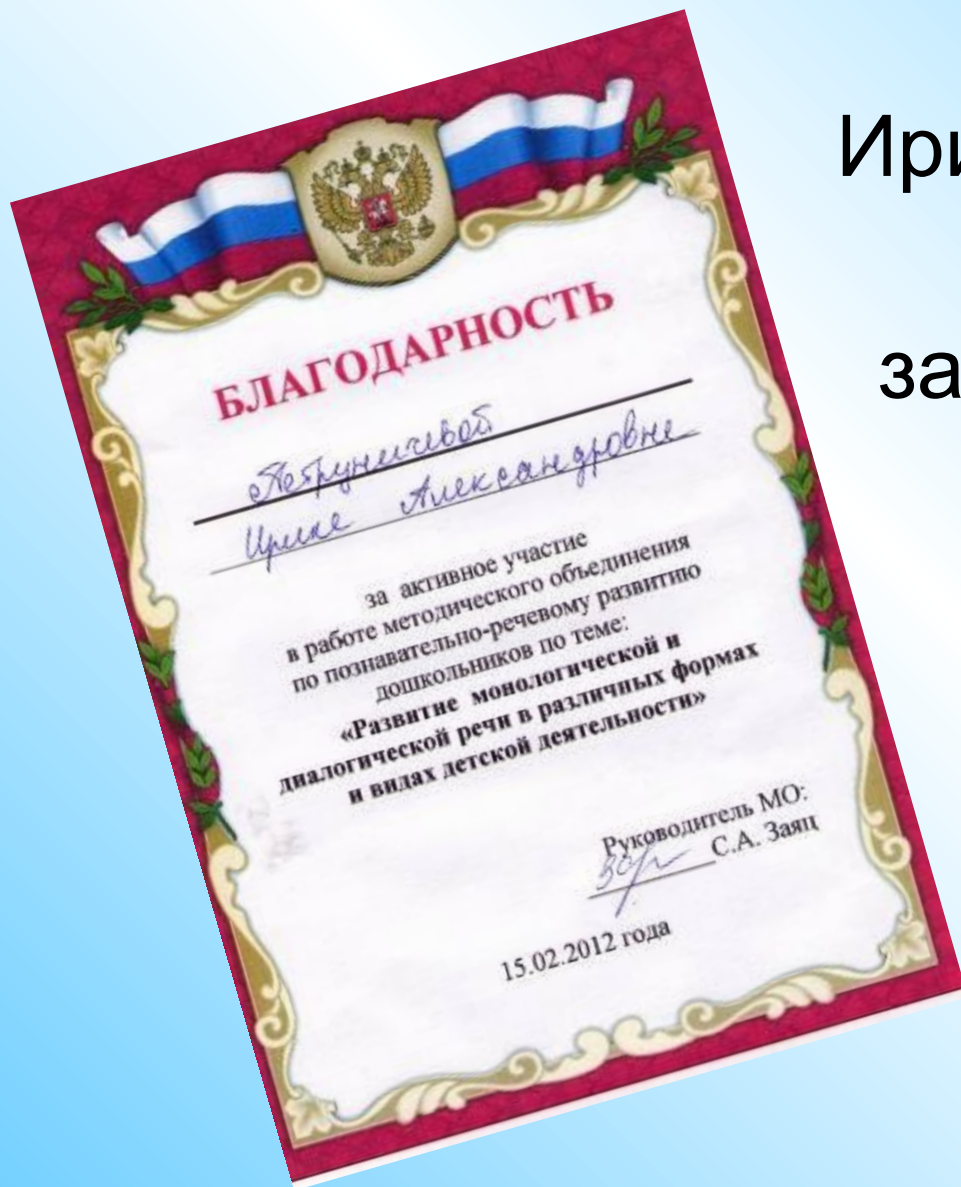 БЛАГОДАРНОСТЬ
Петруничевой
Ирине Александровне
за активное участие
в работе методического объединения
по познавательно-речевому развитию
дошкольников по теме:
«Развитие монологической и
диалогической речи в различных формах
и видах детской деятельности»
Руководитель МО:
С.А. Заяц
15.02.2012 года
Ири
за